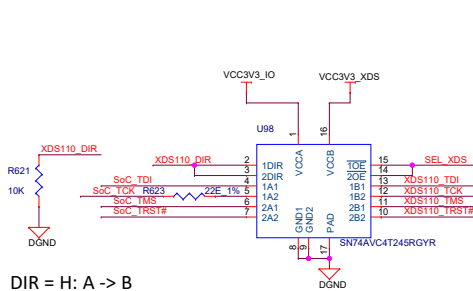 VCC3V3_IO
VCC3V3_XDS
U98
1
16
VCCA
VCCB
XDS110_DIR
R621
10K
DGND
XDS110_DIR
2
1DIR
1OE
15
SEL_XDS
3
2DIR
2OE
14
SoC_TDI
4
1A1
1B1
13
XDS110_TDI
SoC_TCK
R623
22E_1%
5
1A2
1B2
12
XDS110_TCK
SoC_TMS
6
2A1
2B1
11
XDS110_TMS
SoC_TRST#
7
2A2
2B2
10
XDS110_TRST#
GND1
GND2
PAD
SN74AVC4T245RGYR
8
9
17
DGND
DIR = H: A -> B